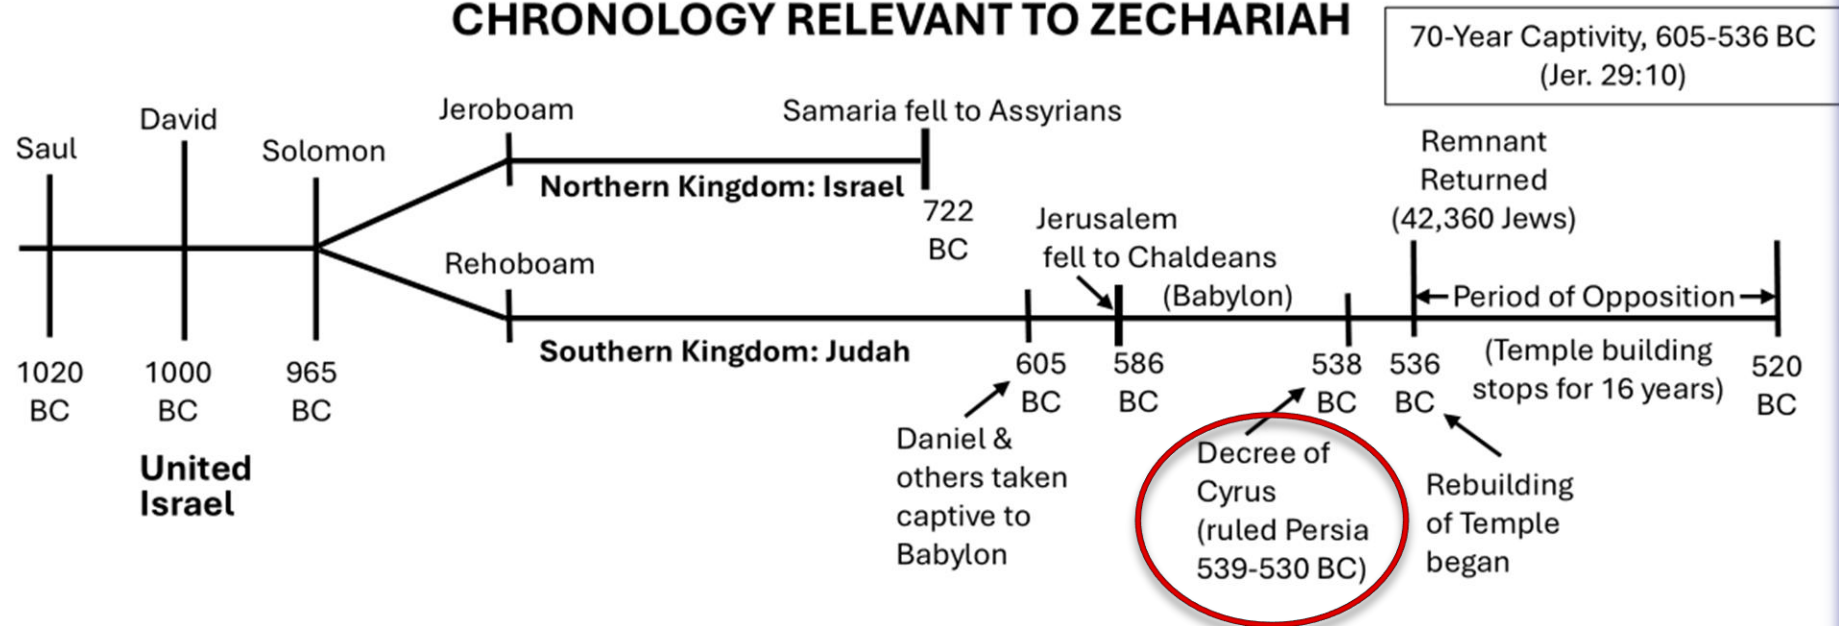 CHRONOLOGY RELEVANT TO ZECHARIAH
70-Year Captivity, 605-536 BC
(Jer. 29:10)
Saul
David
Solomon
Jeroboam
Samaria fell to Assyrians
Northern Kingdom: Israel
722
BC
Rehoboam
Southern Kingdom: Judah
Jerusalem
fell to Chaldeans
(Babylon)
Remnant
Returned
(42,360 Jews)
Period of Opposition
(Temple building
stops for 16 years)
1020
BC
1000
BC
965
BC
605
BC
586
BC
538
BC
536
BC
520
BC
United
Israel
Daniel &
others taken
captive to
Babylon
Decree of
Cyrus
(ruled Persia
539-530 BC)
Rebuilding
of Temple
began